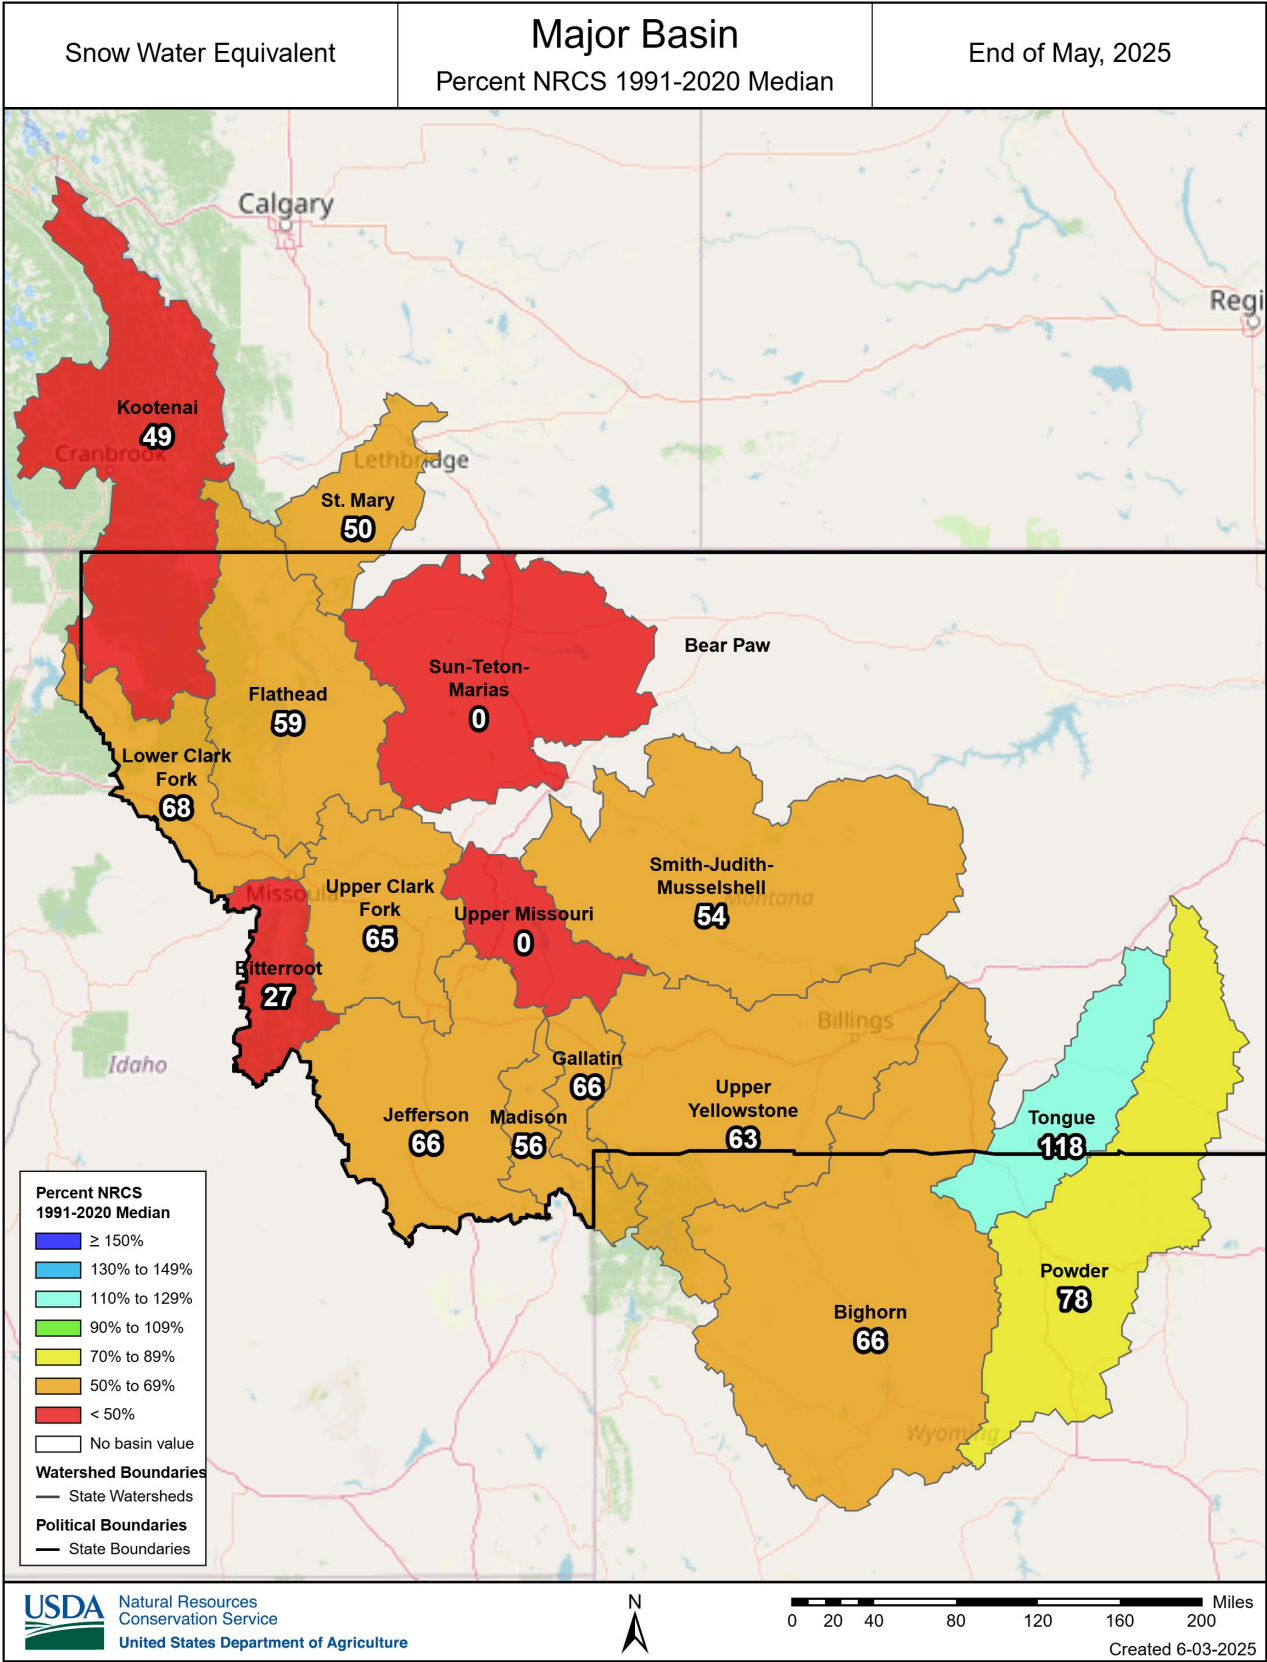 Snow Water Equivalent
Major Basin
Percent NRCS 1991-2020 Median
End of May, 2025
Calgary
Regi
Kootenai
49
Cranbrook
Lethbridge
St. Mary
50
Bear Paw
Sun-Teton-
Marias
0
Flathead
59
Lower Clark
Fork
68
Smith-Judith-
Musselshell
54
Montana
Missoula
Upper Clark
Fork
65
Upper Missouri
0
Bitterroot
27
Billings
Idaho
Gallatin
66
Upper
Yellowstone
63
Jefferson
66
Madison
56
Tongue
118
Powder
78
Bighorn
66
Wyoming
Percent NRCS
1991-2020 Median
≥ 150%
130% to 149%
110% to 129%
90% to 109%
70% to 89%
50% to 69%
< 50%
No basin value
Watershed Boundaries
State Watersheds
Political Boundaries
State Boundaries
USDA
Natural Resources
Conservation Service
United States Department of Agriculture
N
Miles
0 20 40 80 120 160 200
Created 6-03-2025